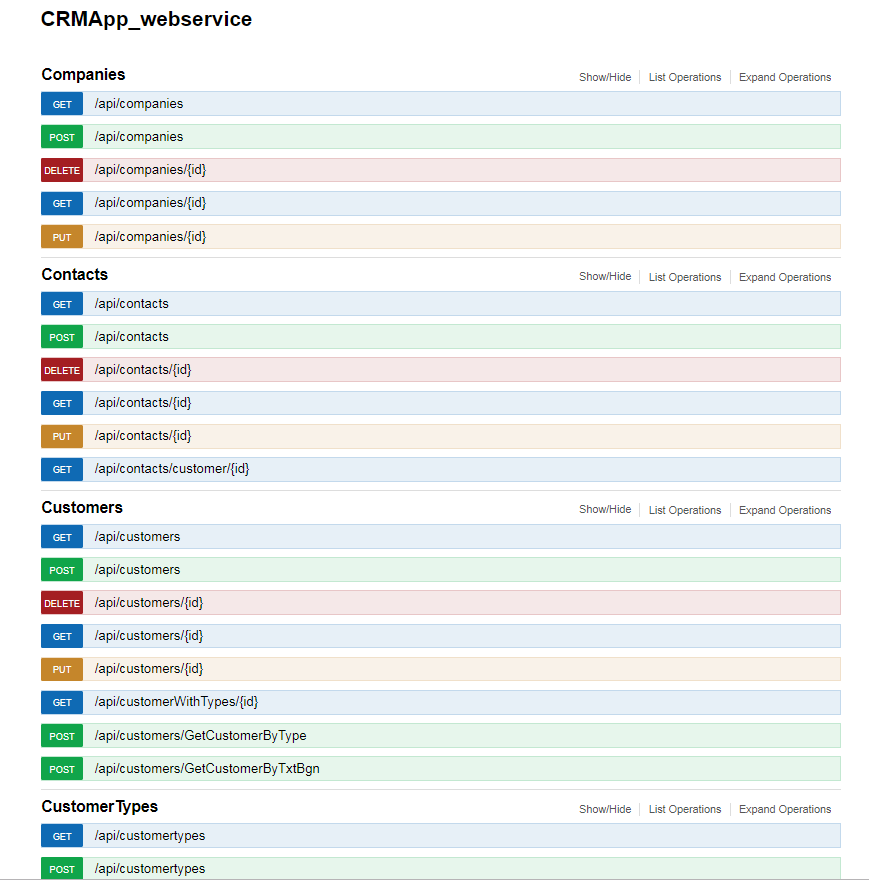 CRMApp_webservice
Companies Show/Hide List Operations Expand Operations
GET /api/companies
POST /api/companies
DELETE /api/companies/{id}
GET /api/companies/{id}
PUT /api/companies/{id}
Contacts Show/Hide List Operations Expand Operations
GET /api/contacts
POST /api/contacts
DELETE /api/contacts/{id}
GET /api/contacts/{id}
PUT /api/contacts/{id}
GET /api/contacts/customer/{id}
Customers Show/Hide List Operations Expand Operations
GET /api/customers
POST /api/customers
DELETE /api/customers/{id}
GET /api/customers/{id}
PUT /api/customers/{id}
GET /api/customerWithTypes/{id}
POST /api/customers/GetCustomerByType
POST /api/customers/GetCustomerByTxtBgn
CustomerTypes Show/Hide List Operations Expand Operations
GET /api/customertypes
POST /api/customertypes